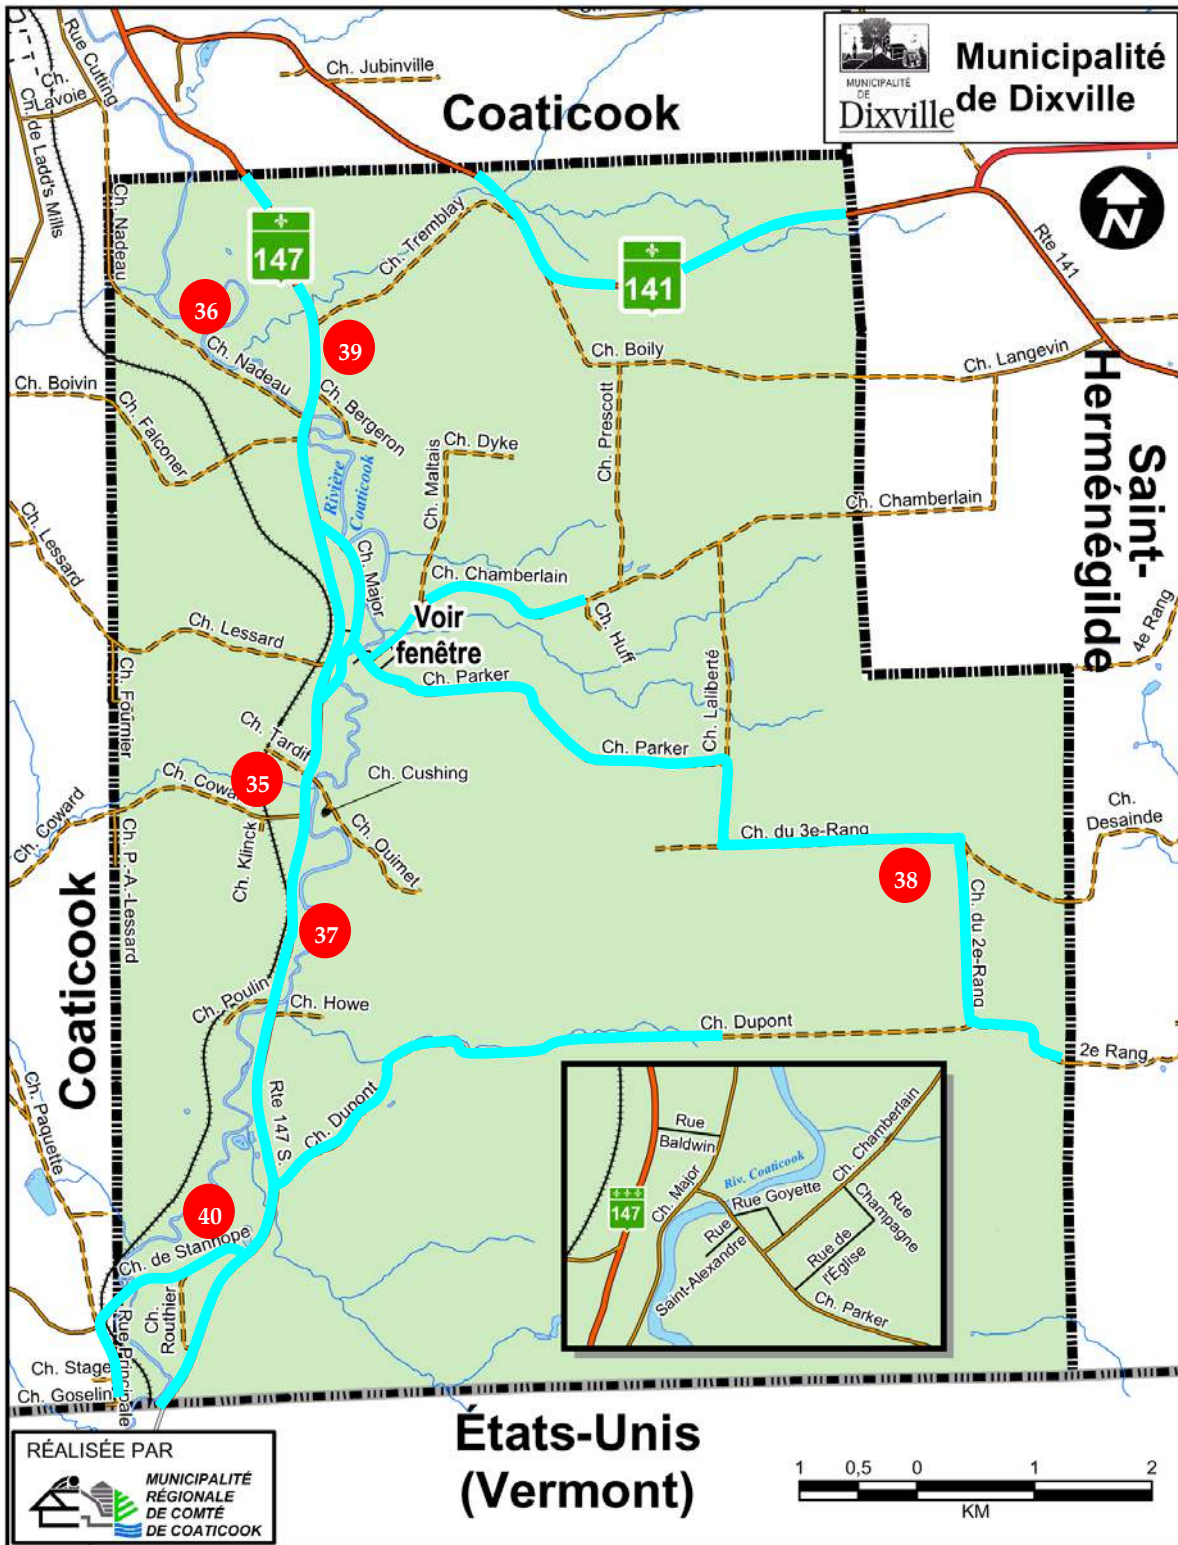 Rue Cutting
Ch.
Lavoie
Ch. de Ladd's Mills
Ch. Jubinville
Coaticook
MUNICIPALITÉ
DE
Dixville
Municipalité
de Dixville
N
Ch. Nadeau
147
Ch. Tremblay
141
Rte 141
36
39
Ch. Nadeau
Ch. Boily
Ch. Langevin
Ch. Boivin
Ch. Falconer
Ch. Bergeron
Ch. Prescott
Ch. Dyke
Ch. Maltais
Rivière
Coaticook
Saint-
Herménégilde
Ch. Chamberlain
Ch. Lessard
Ch. Major
Ch. Chamberlain
Voir
fenêtre
Ch. Huff
4e Rang
Ch. Lessard
Ch. Fournier
Ch. Parker
Ch. Laliberté
Ch. Parker
Ch. Tardif
35
Ch. Cushing
Ch. Cowar
Ch. Coward
Ch. Klinck
Ch. Ouimet
Ch. P.-A.-Lessard
Ch. du 3e-Rang
Ch.
Desainde
38
Coaticook
37
Ch. du 2e-Rang
Ch. Poulin
Ch. Howe
Ch. Dupont
2e Rang
Ch. Paquette
Rte 147 S.
Ch. Dupont
Rue
Baldwin
Ch. Major
Riv. Coaticook
Ch. Chamberlain
147
Rue Goyette
Rue
Champagne
Rue
Saint-Alexandre
Rue de
l'Église
Ch. Parker
40
Ch. de Stanhope
Ch.
Routhier
Rue Principale
Ch. Stage
Ch. Goselin
États-Unis
(Vermont)
RÉALISÉE PAR
MUNICIPALITÉ
RÉGIONALE
DE COMTÉ
DE COATICOOK
1 0,5 0 1 2
KM